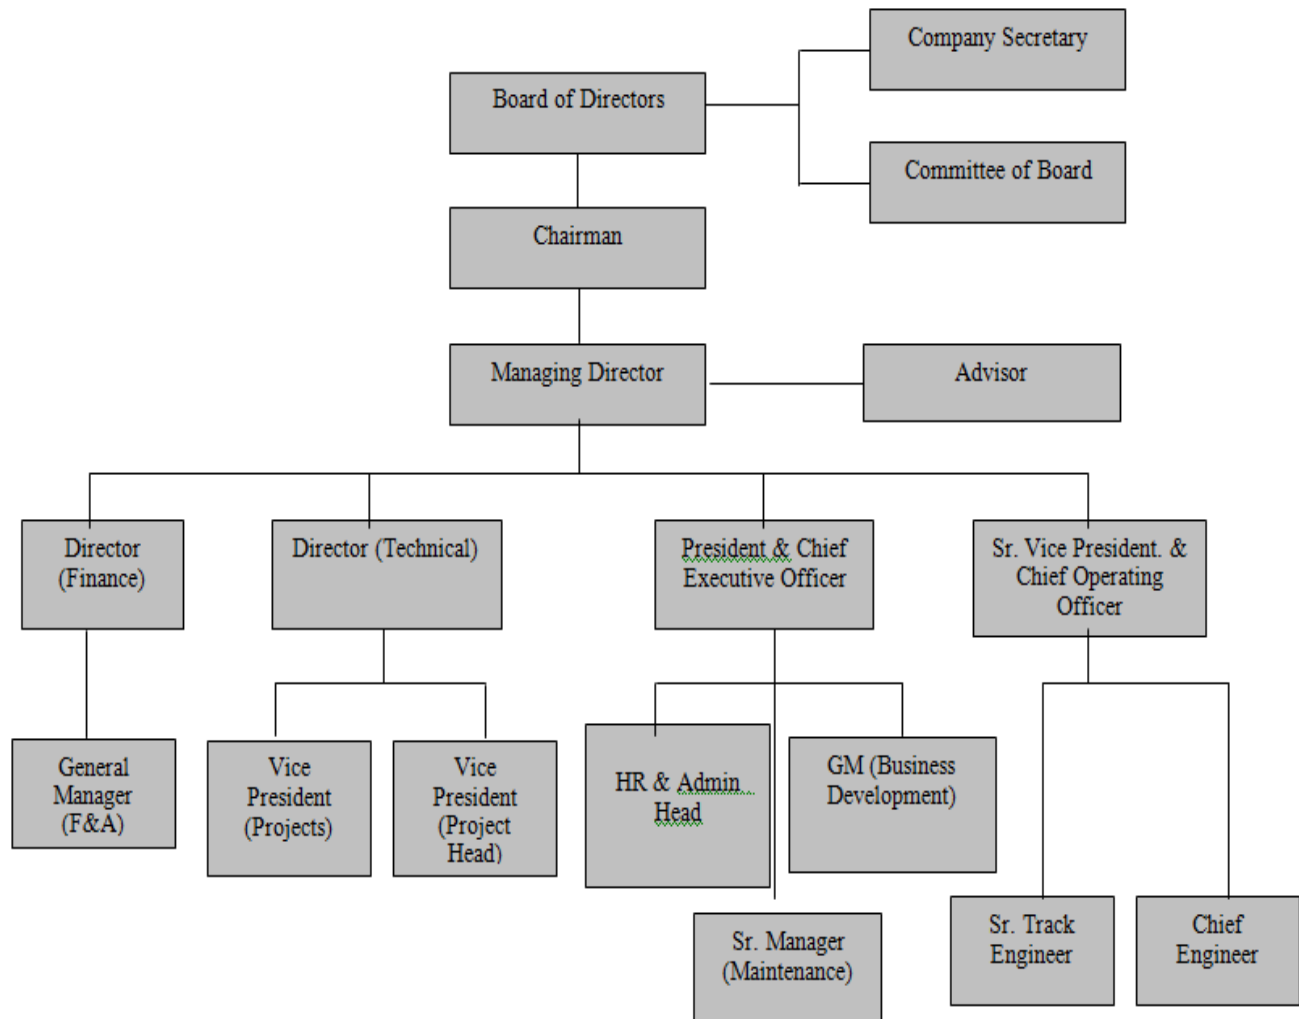 Company Secretary
Board of Directors
Committee of Board
Chairman
Managing Director
Advisor
Director
(Finance)
Director (Technical)
President & Chief
Executive Officer
Sr. Vice President. &
Chief Operating
Officer
General
Manager
(F&A)
Vice
President
(Projects)
Vice
President
(Project
Head)
HR & Admin
Head
GM (Business
Development)
Sr. Manager
(Maintenance)
Sr. Track
Engineer
Chief
Engineer